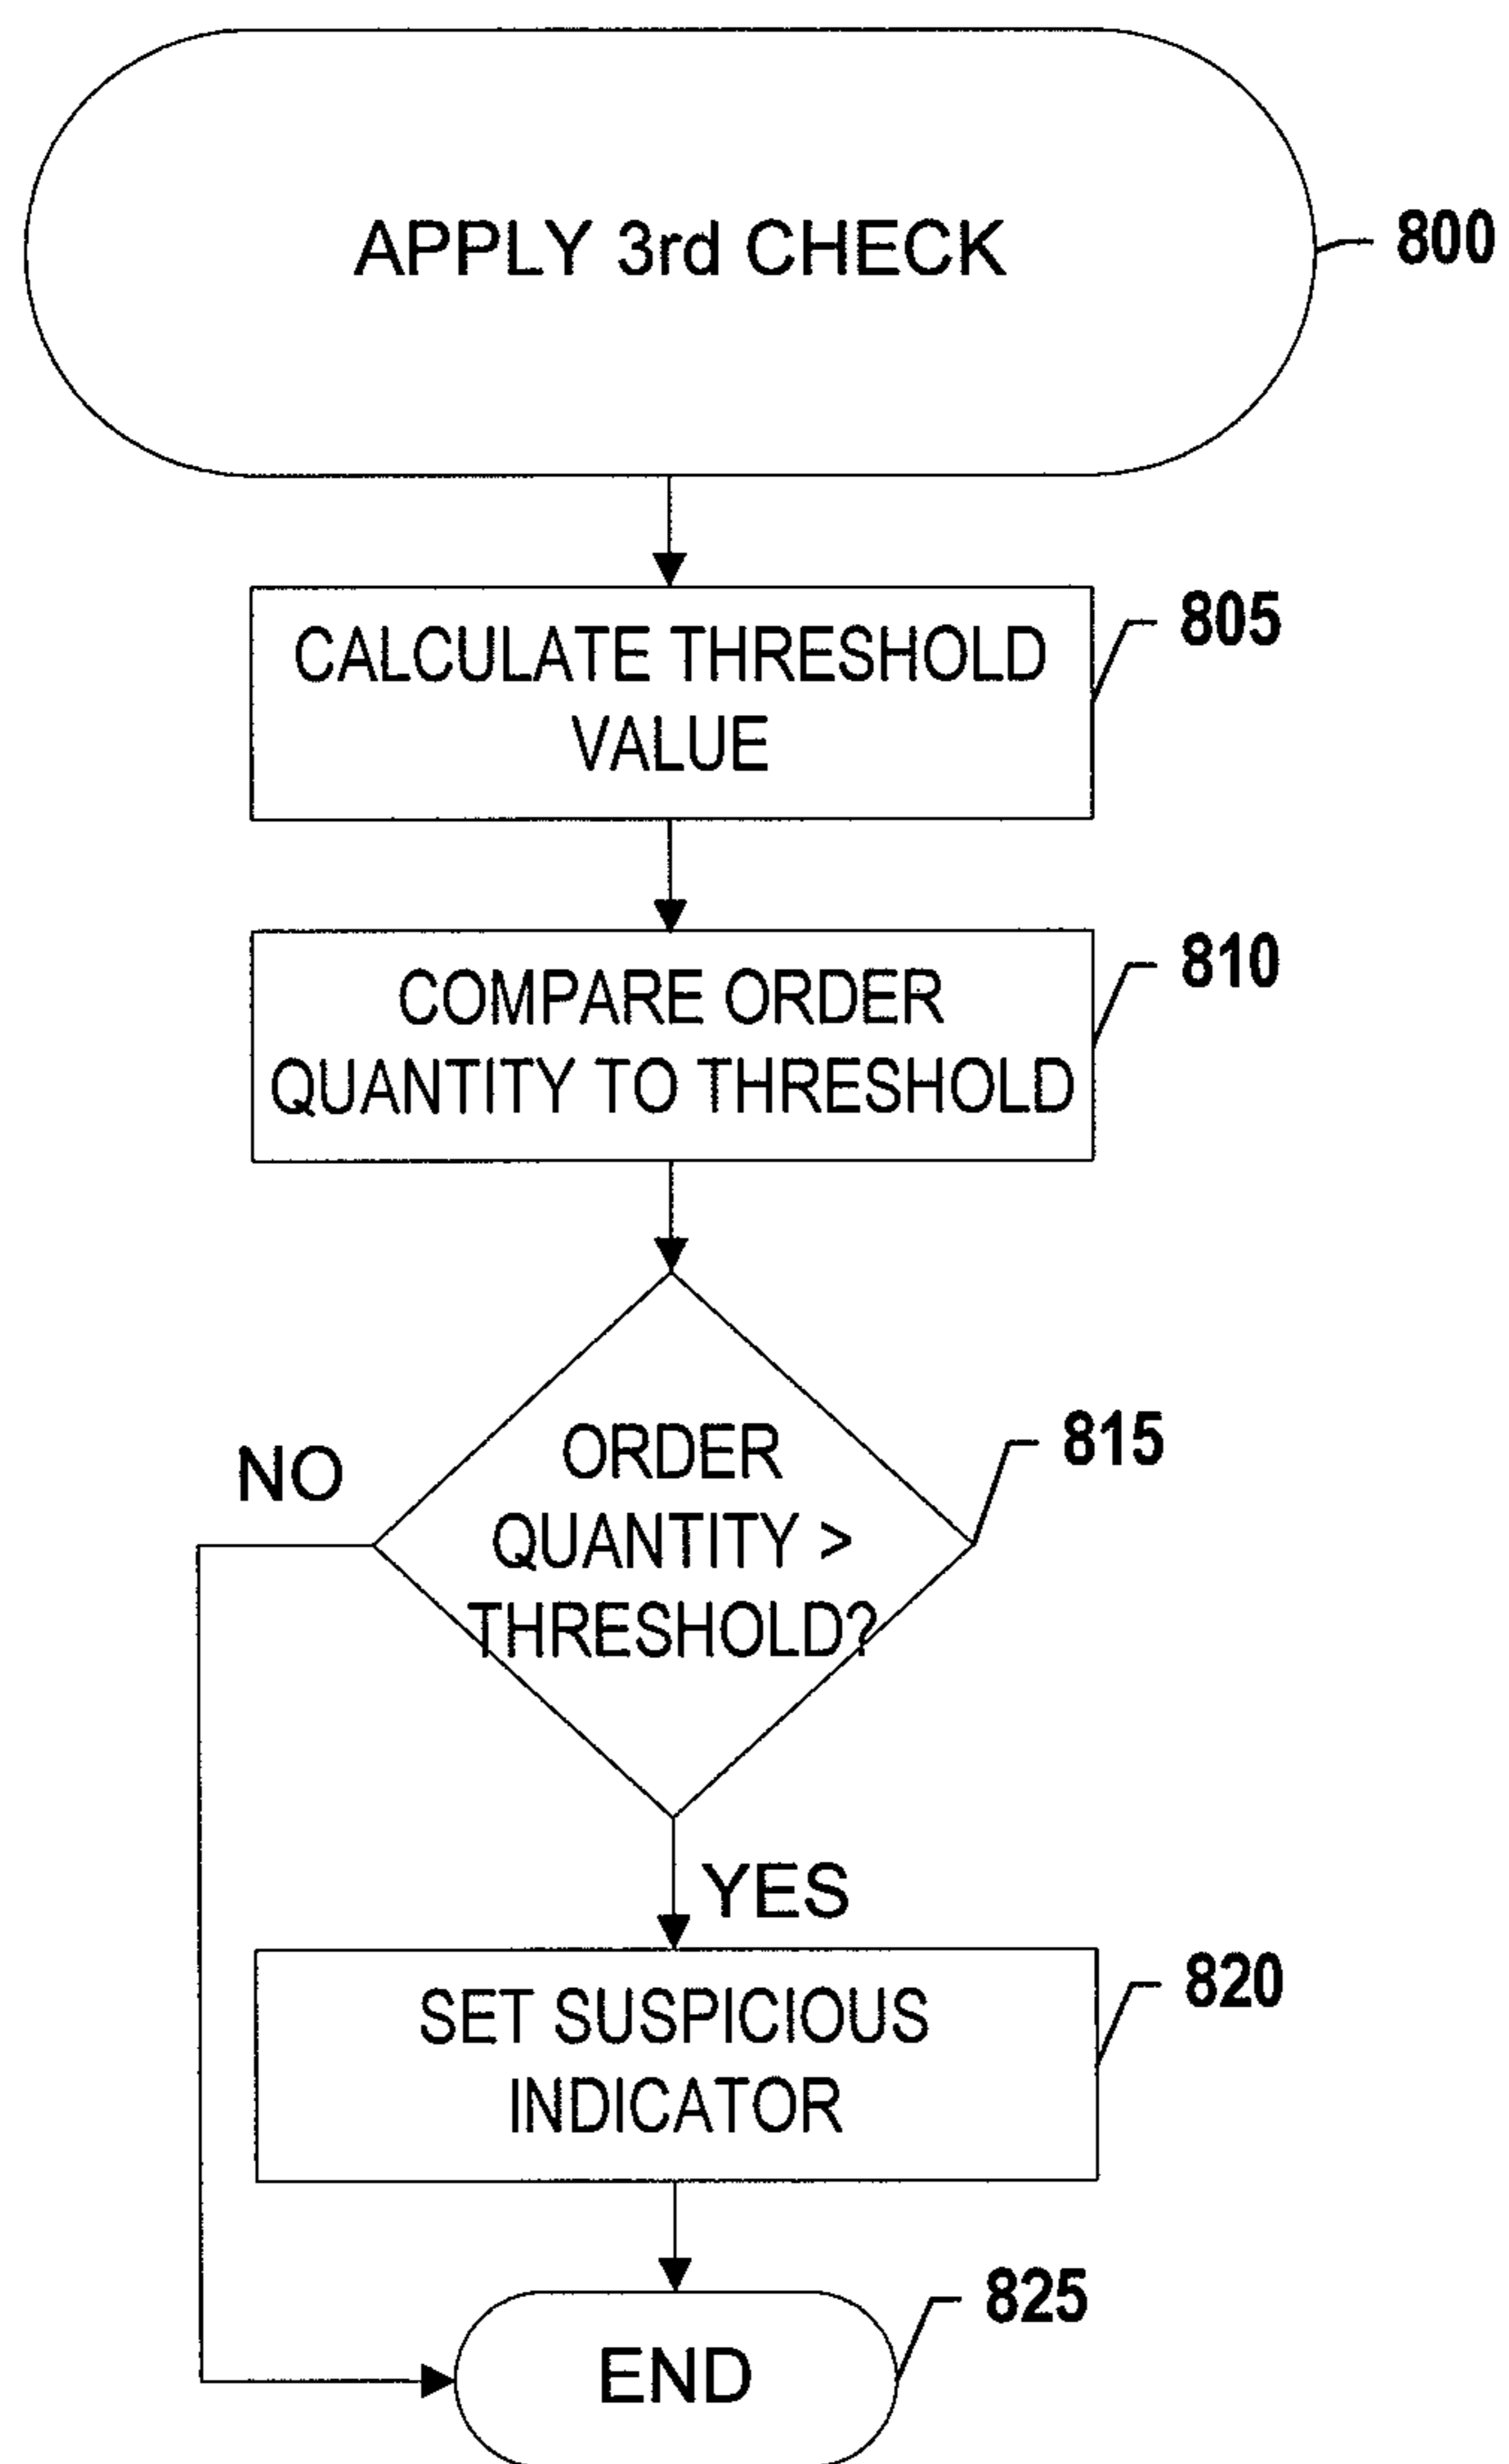 APPLY 3rd CHECK
800
CALCULATE THRESHOLD
VALUE
805
COMPARE ORDER
QUANTITY TO THRESHOLD
810
ORDER
QUANTITY >
THRESHOLD?
815
NO
YES
SET SUSPICIOUS
INDICATOR
820
END
825